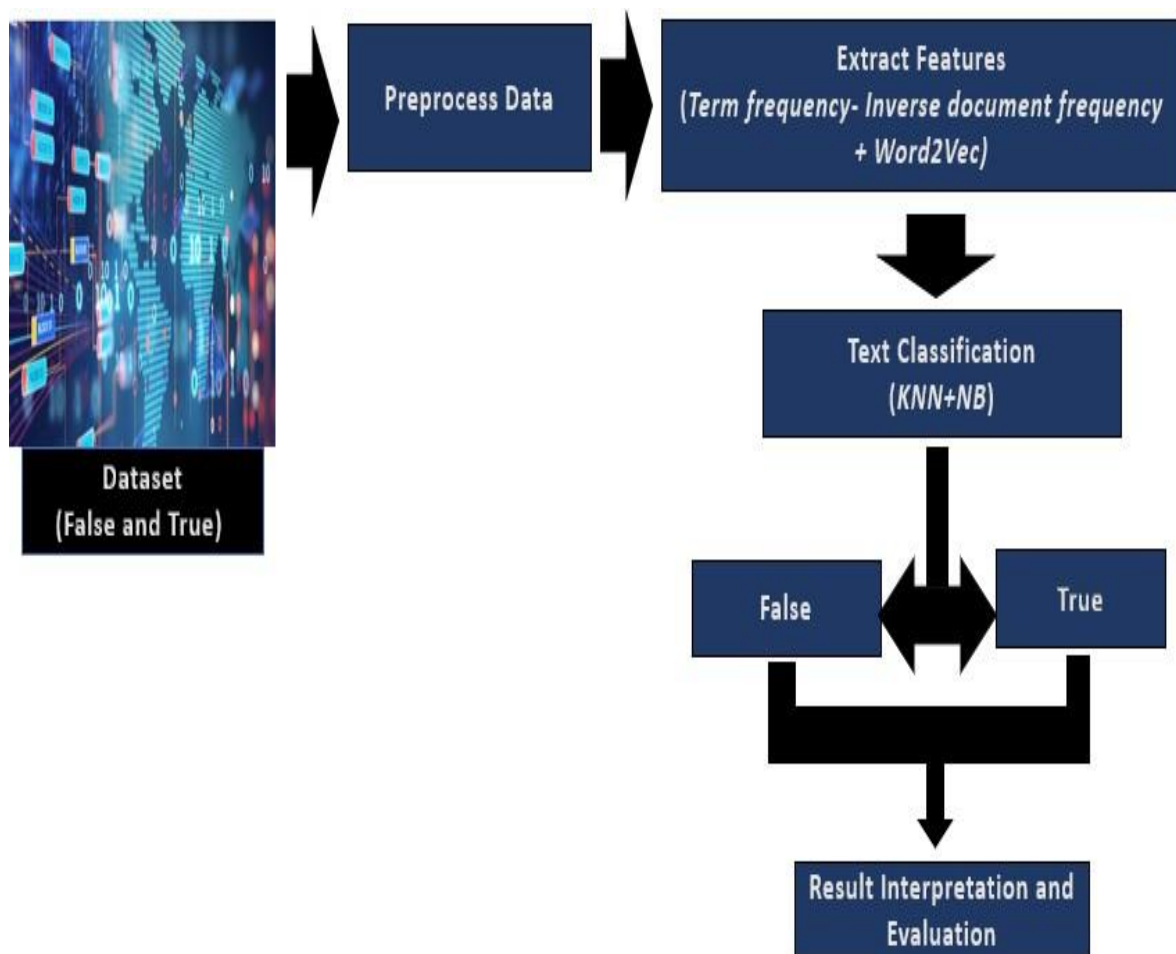 Preprocess Data
Extract Features
(Term frequency- Inverse document frequency
+ Word2Vec)
Text Classification
(KNN+NB)
Dataset
(False and True)
False
True
Result Interpretation and
Evaluation